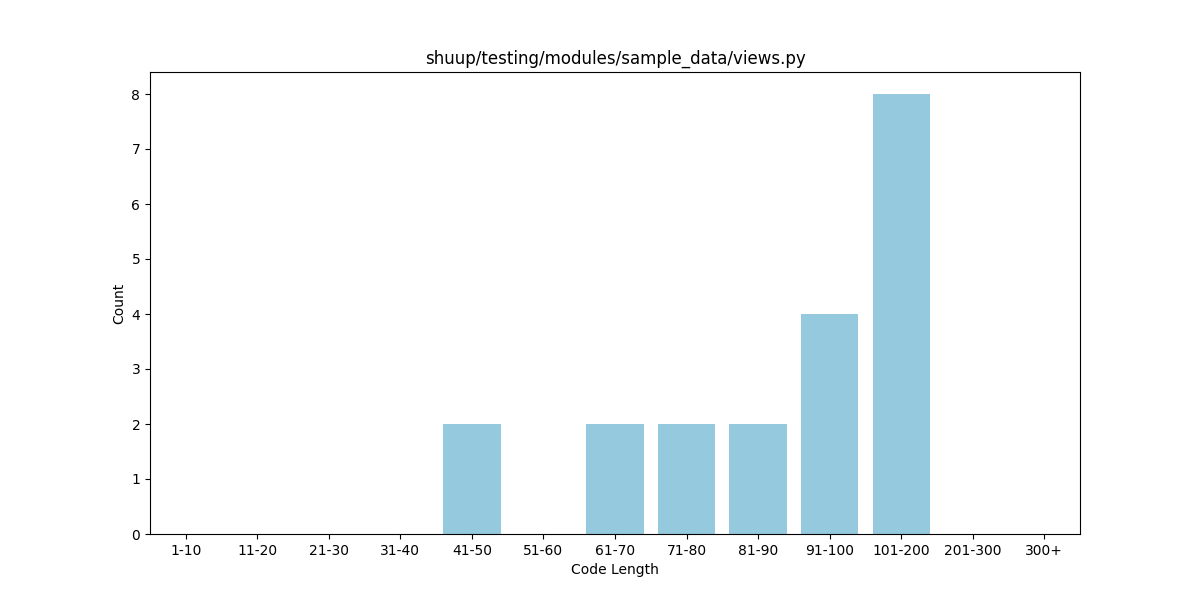 shuup/testing/modules/sample_data/views.py
8
7
6
5
4
3
2
1
0
Count
1-10 11-20 21-30 31-40 41-50 51-60 61-70 71-80 81-90 91-100 101-200 201-300 300+
Code Length